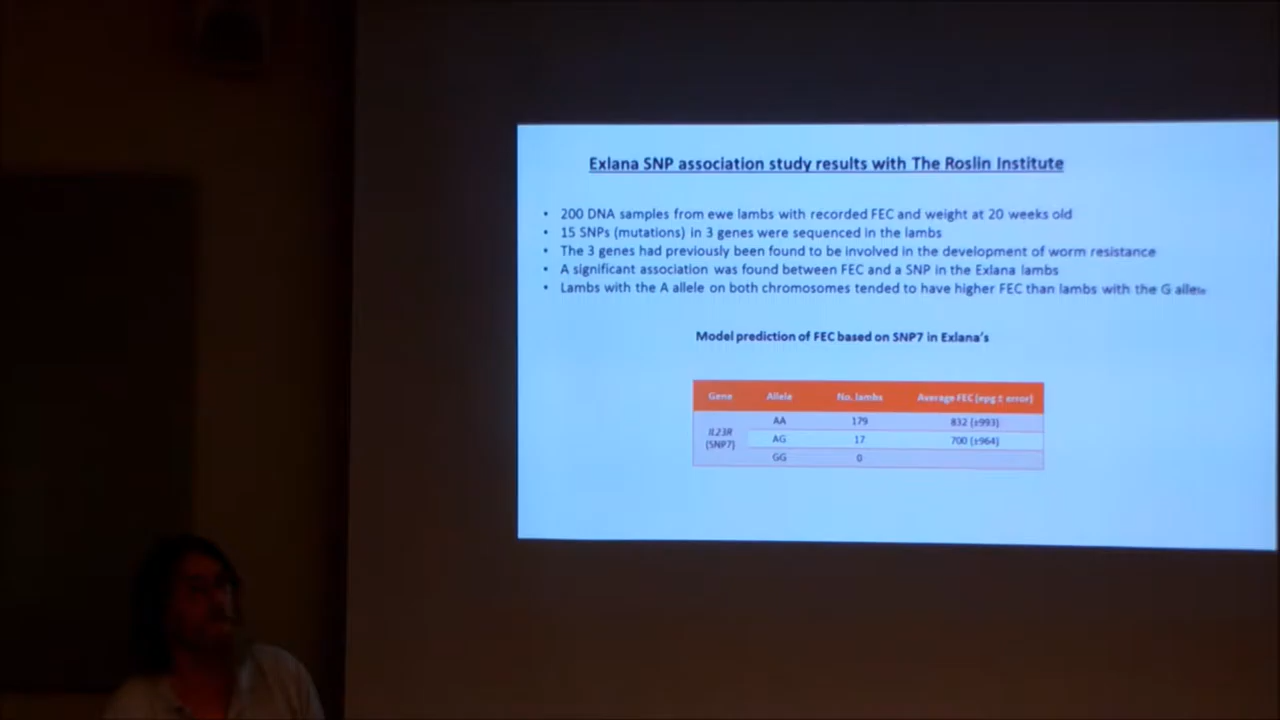 Exlana SNP association study results with The Roslin Institute
• 200 DNA samples from ewe lambs with recorded FEC and weight at 20 weeks old
• 15 SNPs (mutations) in 3 genes were sequenced in the lambs
• The 3 genes had previously been found to be involved in the development of worm resistance
• A significant association was found between FEC and a SNP in the Exlana lambs
• Lambs with the A allele on both chromosomes tended to have higher FEC than lambs with the G allele
Model prediction of FEC based on SNP7 in Exlana's
Gene Allele No. lambs Average FEC (epg ± error)
IL23R (SNP7)
AA 179 832 (±993)
AG 17 700 (±964)
GG 0